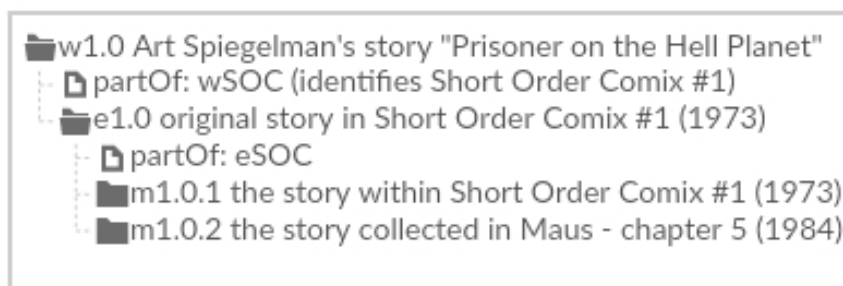 w1.0 Art Spiegelman's story "Prisoner on the Hell Planet"
partOf: wSOC (identifies Short Order Comix #1)
e1.0 original story in Short Order Comix #1 (1973)
partOf: eSOC
m1.0.1 the story within Short Order Comix #1 (1973)
m1.0.2 the story collected in Maus - chapter 5 (1984)